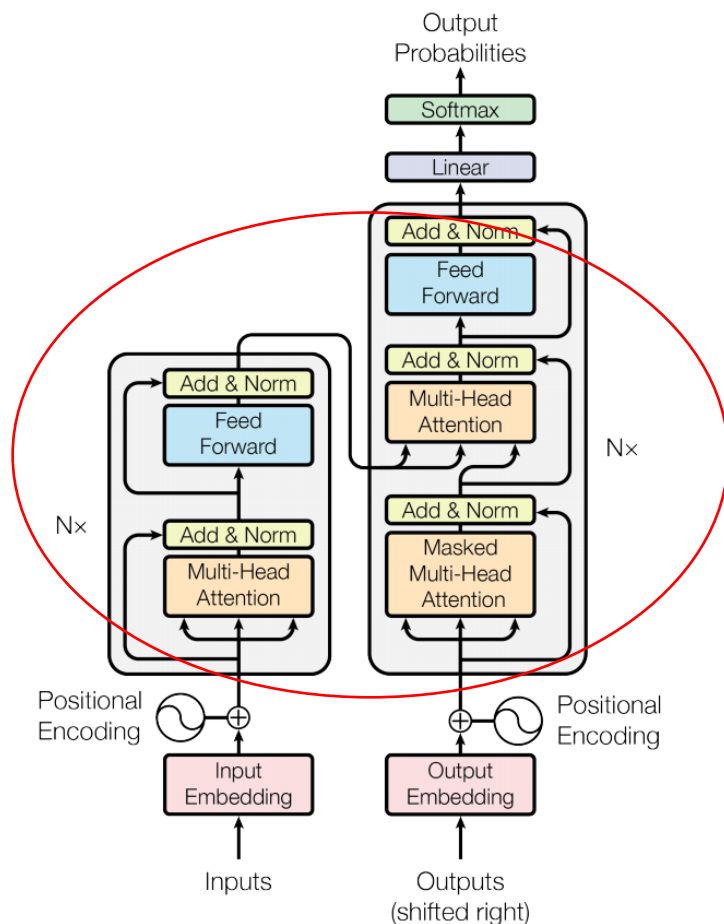 Output
Probabilities
Softmax
Linear
Add & Norm
Feed
Forward
Add & Norm
Multi-Head
Attention
Add & Norm
Masked
Multi-Head
Attention
N×
Add & Norm
Feed
Forward
Add & Norm
Multi-Head
Attention
N×
Positional
Encoding
Positional
Encoding
Input
Embedding
Output
Embedding
Inputs
Outputs
(shifted right)